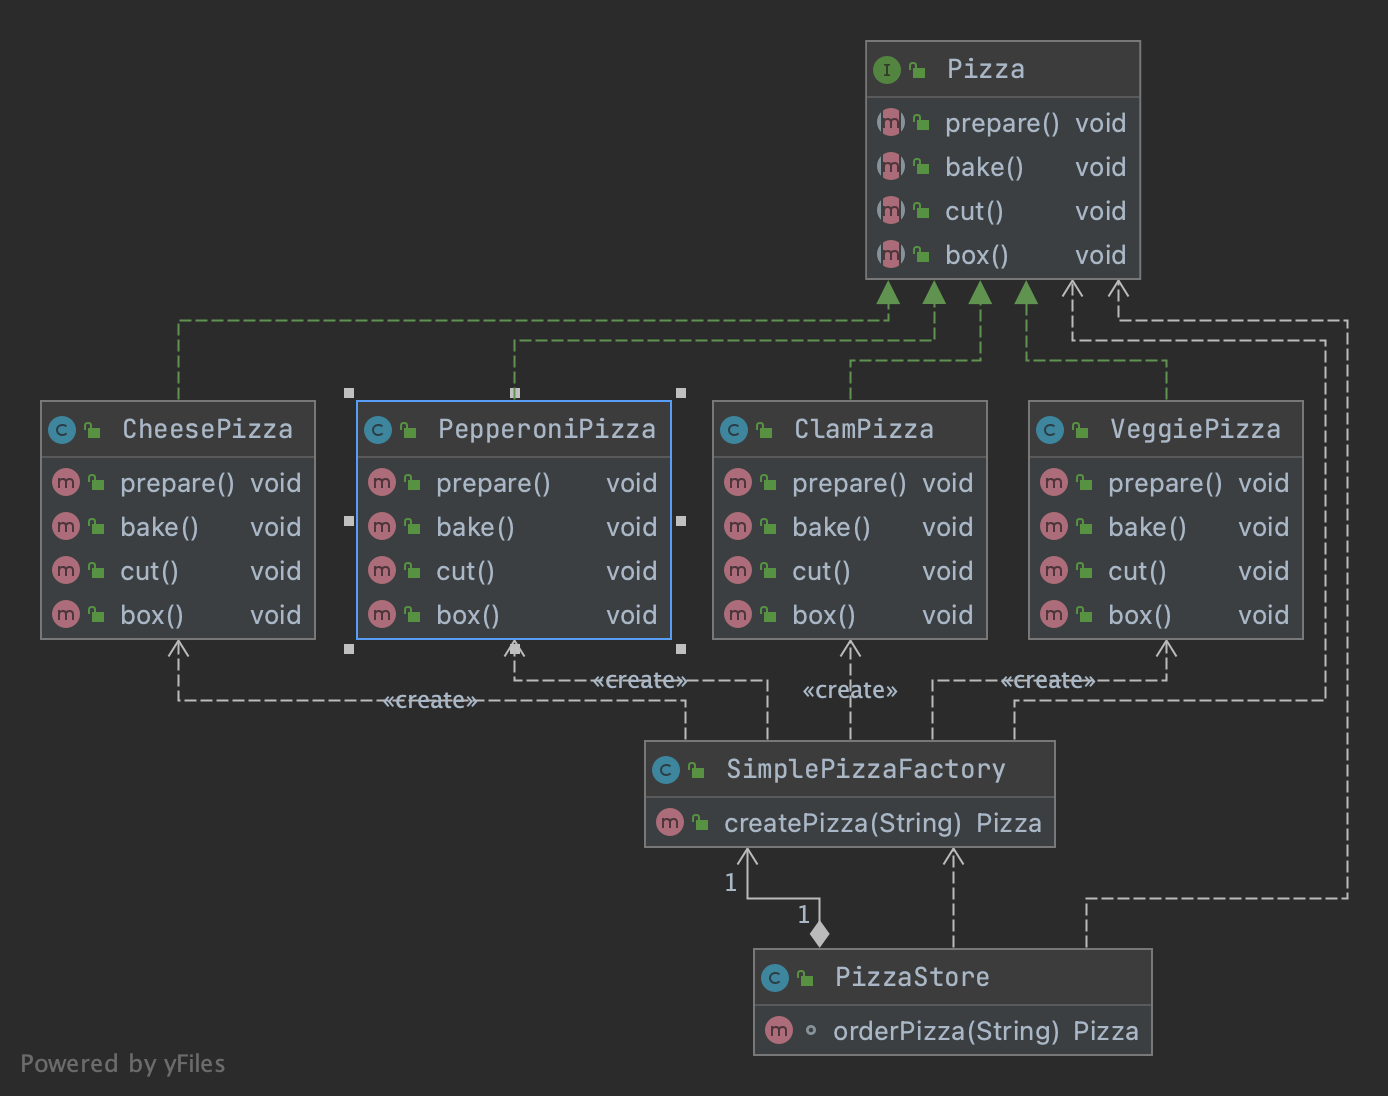 I Pizza
m prepare() void
m bake() void
m cut() void
m box() void
C CheesePizza
m prepare() void
m bake() void
m cut() void
m box() void
C PepperoniPizza
m prepare() void
m bake() void
m cut() void
m box() void
C ClamPizza
m prepare() void
m bake() void
m cut() void
m box() void
C VeggiePizza
m prepare() void
m bake() void
m cut() void
m box() void
«create»
«create»
«create»
«create»
C SimplePizzaFactory
m createPizza(String) Pizza
1
1
C PizzaStore
m orderPizza(String) Pizza
Powered by yFiles